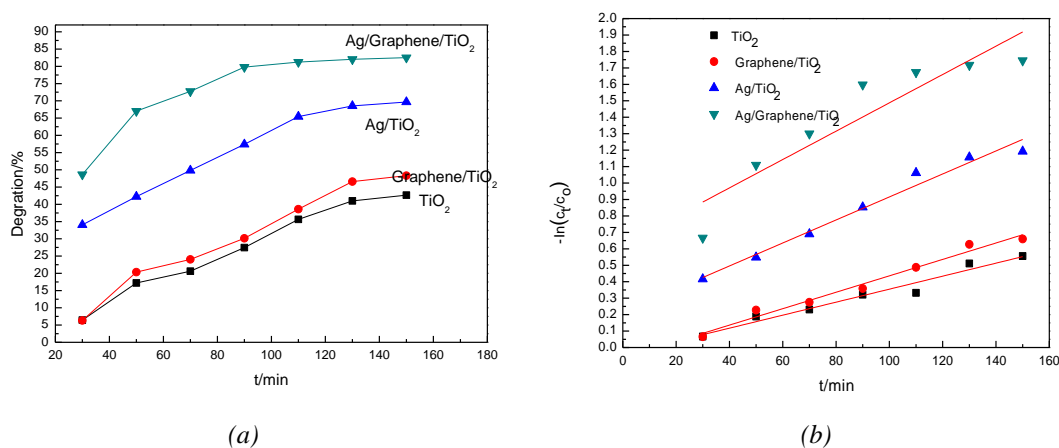 90
85
80
75
70
65
60
55
50
45
40
35
30
25
20
15
10
5
0
Degration/%
20 40 60 80 100 120 140 160 180
t/min
Ag/Graphene/TiO2
Ag/TiO2
Graphene/TiO2
TiO2
(a)
2.0
1.9
1.8
1.7
1.6
1.5
1.4
1.3
1.2
1.1
1.0
0.9
0.8
0.7
0.6
0.5
0.4
0.3
0.2
0.1
0.0
-ln(ct/co)
0 20 40 60 80 100 120 140 160
t/min
TiO2
Graphene/TiO2
Ag/TiO2
Ag/Graphene/TiO2
(b)